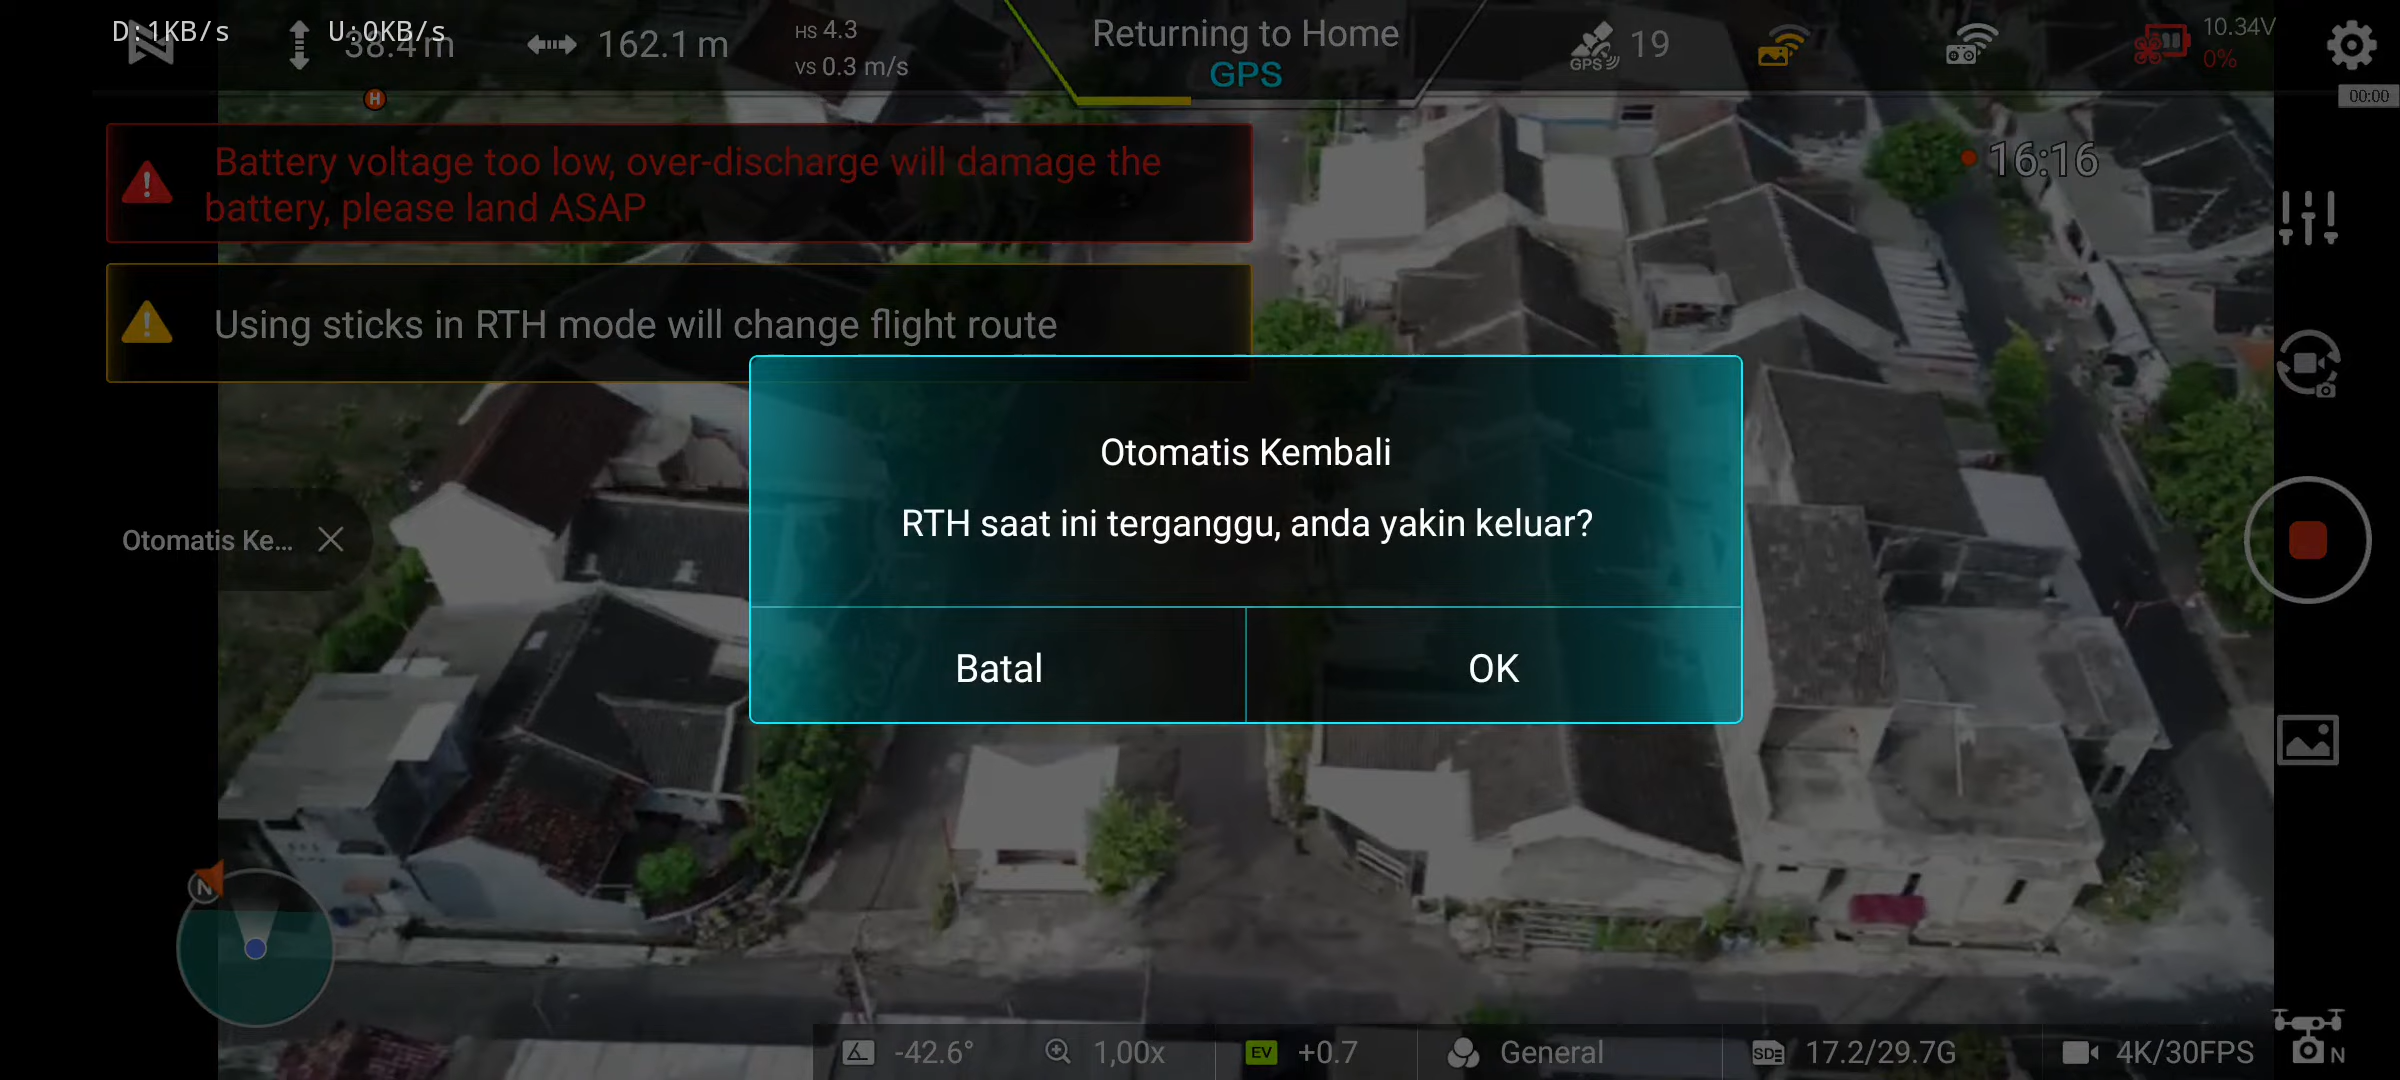 D:1KB/s U:0KB/s
38.4 m
162.1 m
HS 4.3
VS 0.3 m/s
Returning to Home
GPS
GPS 19
10.34V
0%
00:00
H
Battery voltage too low, over-discharge will damage the
battery, please land ASAP
16:16
Using sticks in RTH mode will change flight route
Otomatis Kembali
RTH saat ini terganggu, anda yakin keluar?
Otomatis Ke...
Batal OK
N
-42.6°
1,00x
EV +0.7
General
SD 17.2/29.7G
4K/30FPS
N